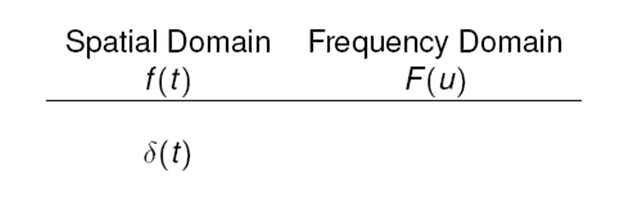 Spatial Domain Frequency Domain
f(t) F(u)
δ(t)